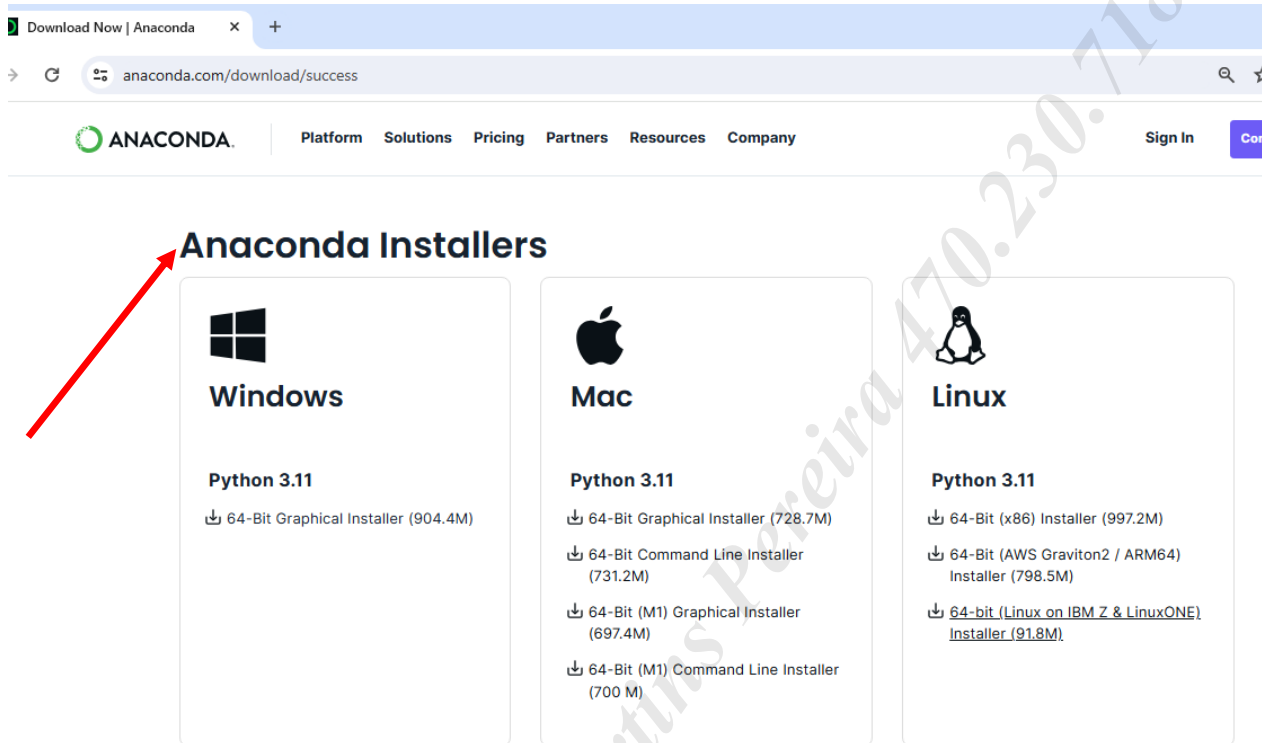 Download Now | Anaconda
anaconda.com/download/success
ANACONDA.
Platform Solutions Pricing Partners Resources Company
Sign In
Anaconda Installers
Windows
Python 3.11
64-Bit Graphical Installer (904.4M)
Mac
Python 3.11
64-Bit Graphical Installer (728.7M)
64-Bit Command Line Installer
(731.2M)
64-Bit (M1) Graphical Installer
(697.4M)
64-Bit (M1) Command Line Installer
(700 M)
Linux
Python 3.11
64-Bit (x86) Installer (997.2M)
64-Bit (AWS Graviton2 / ARM64)
Installer (798.5M)
64-bit (Linux on IBM Z & LinuxONE)
Installer (91.8M)
Pereira 470.230.